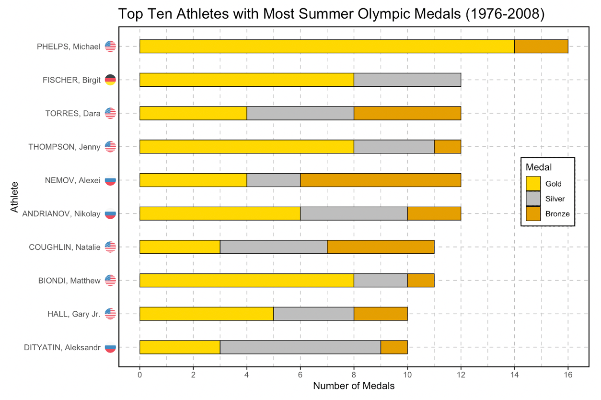 Top Ten Athletes with Most Summer Olympic Medals (1976-2008)
PHELPS, Michael
FISCHER, Birgit
TORRES, Dara
THOMPSON, Jenny
NEMOV, Alexei
ANDRIANOV, Nikolay
COUGHLIN, Natalie
BIONDI, Matthew
HALL, Gary Jr.
DITYATIN, Aleksandr
Athlete
Medal
Gold
Silver
Bronze
0 2 4 6 8 10 12 14 16
Number of Medals